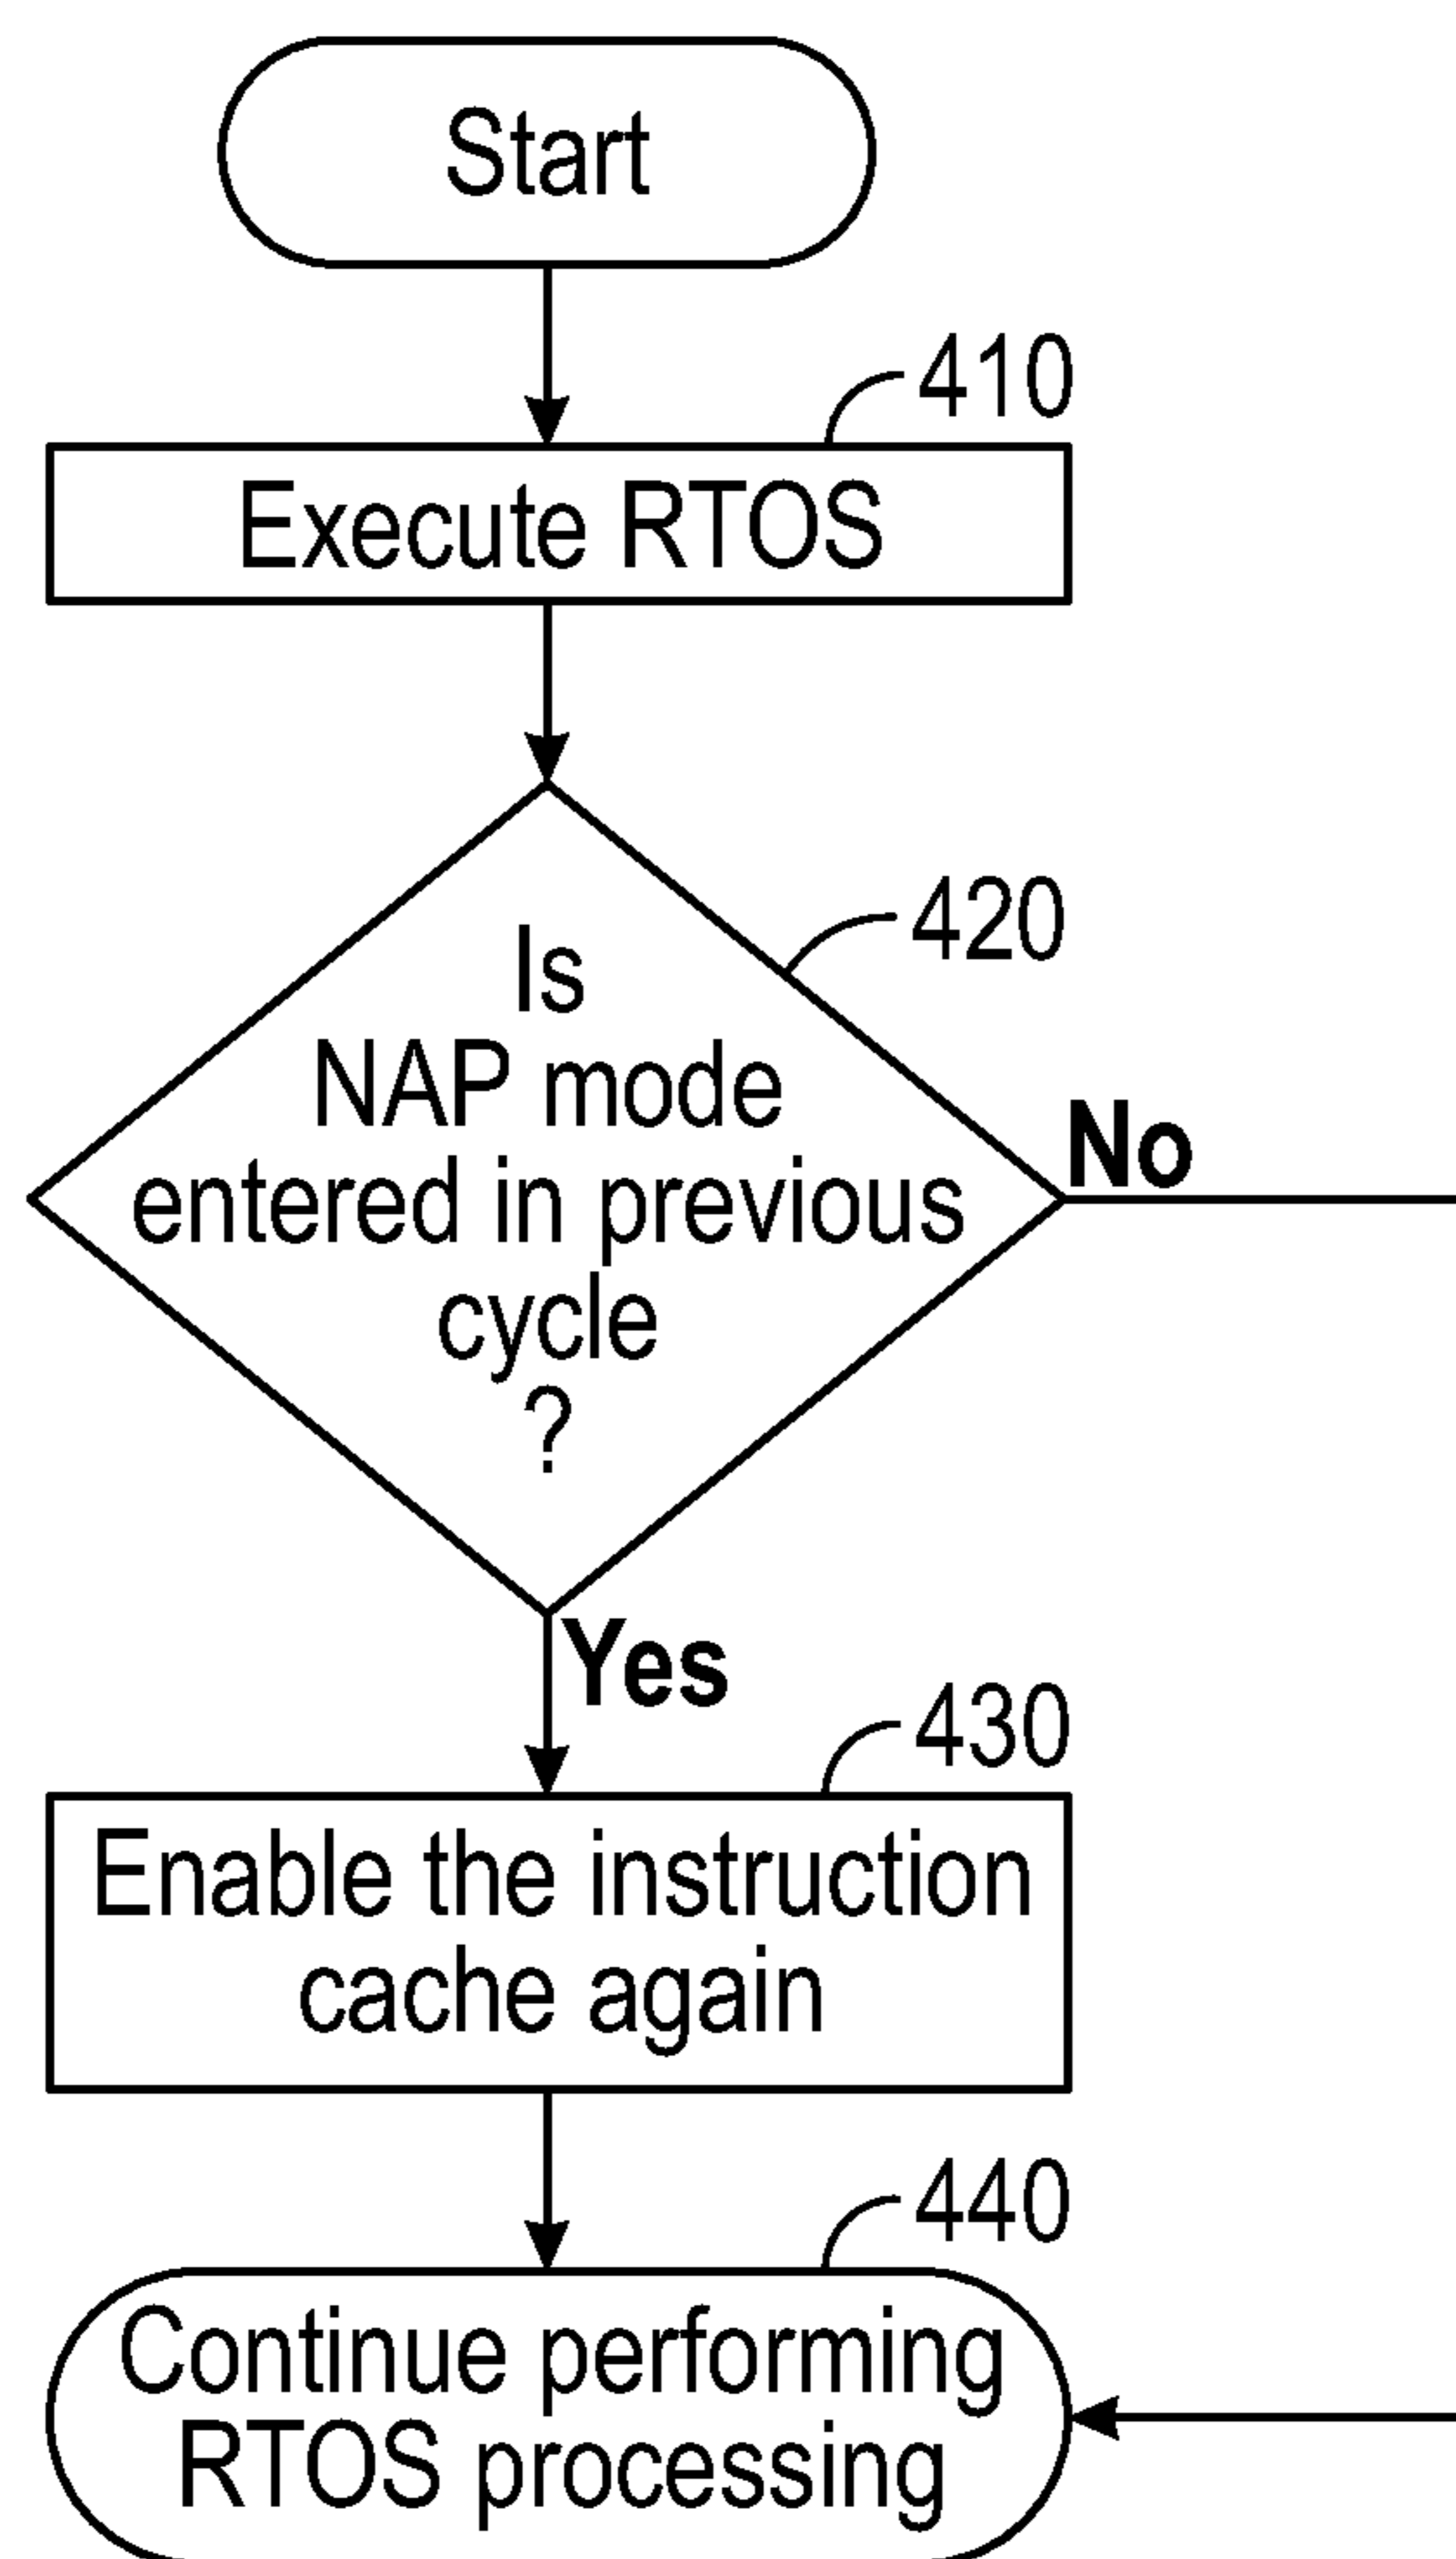 Start
410
Execute RTOS
420
Is
NAP mode
entered in previous
cycle
?
No
Yes
430
Enable the instruction
cache again
440
Continue performing
RTOS processing